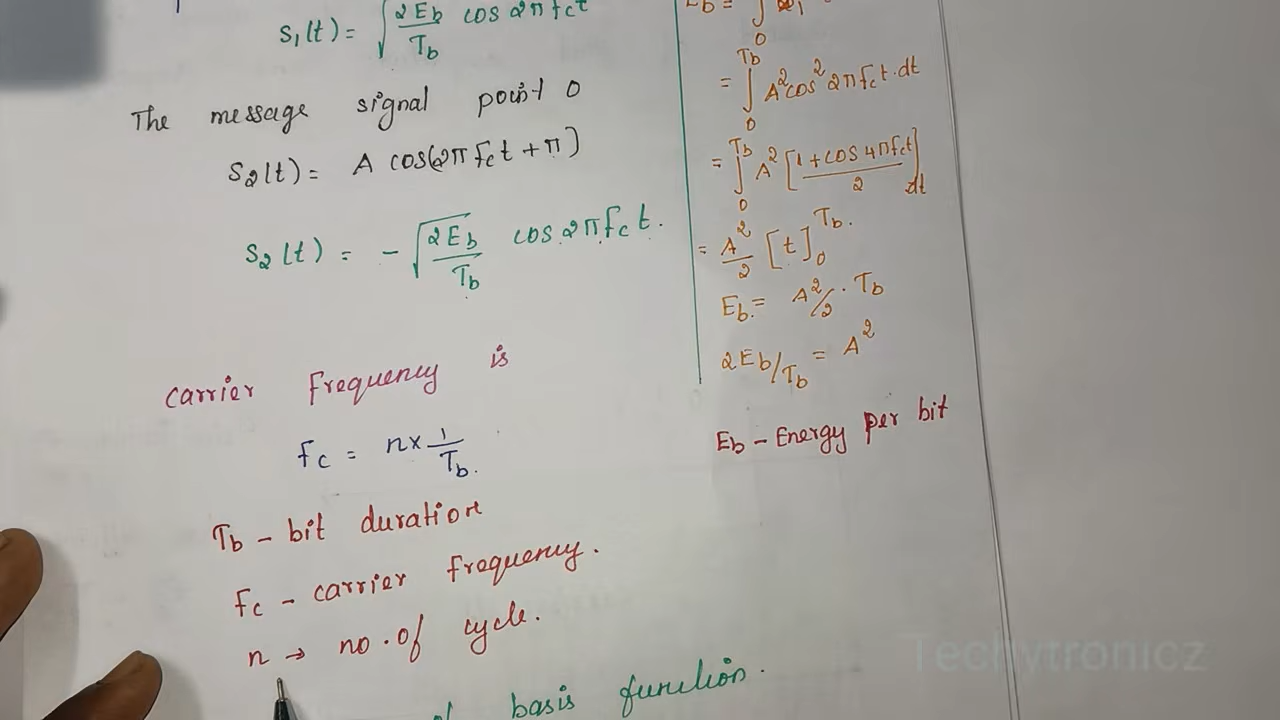 S₁(t) = √(2Eb/Tb) cos 2πfct
The message signal point 0
S₂(t) = A cos(2πfct + π)
S₂(t) = - √(2Eb/Tb) cos 2πfct.
carrier frequency is
fc = n × 1/Tb.
Tb - bit duration
fc - carrier frequency.
n → no. of cycle.
basis function.
Eb = ∫₀
= ∫₀^Tb A² cos² 2πfct.dt
= ∫₀^Tb A² [1 + cos 4πfct / 2] dt
= A²/2 [t]₀^Tb.
Eb. = A²/2 . Tb
2Eb/Tb = A²
Eb - Energy per bit
Techytronicz